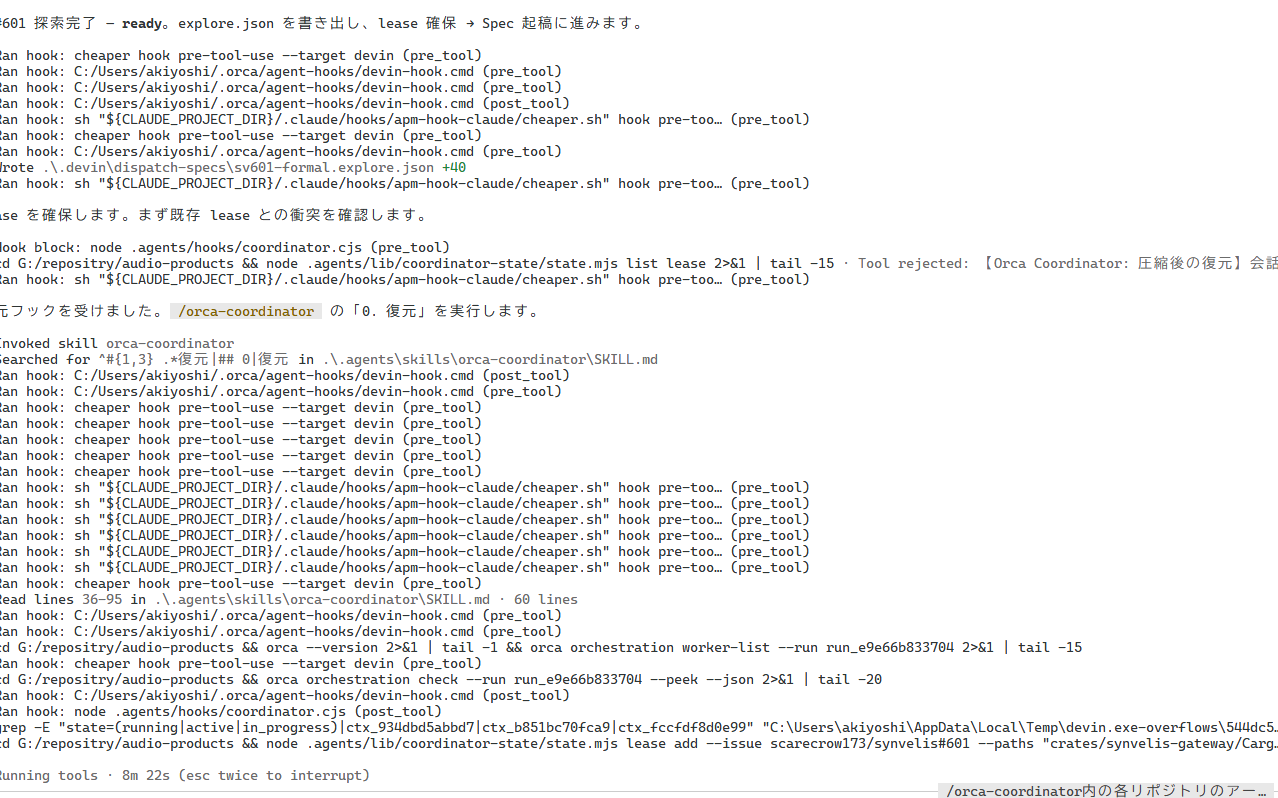 #601 探索完了 — ready。explore.json を書き出し、lease 確保 → Spec 起稿に進みます。
Ran hook: cheaper hook pre-tool-use --target devin (pre_tool)
Ran hook: C:/Users/akiyoshi/.orca/agent-hooks/devin-hook.cmd (pre_tool)
Ran hook: C:/Users/akiyoshi/.orca/agent-hooks/devin-hook.cmd (pre_tool)
Ran hook: C:/Users/akiyoshi/.orca/agent-hooks/devin-hook.cmd (post_tool)
Ran hook: sh "${CLAUDE_PROJECT_DIR}/.claude/hooks/apm-hook-claude/cheaper.sh" hook pre-too… (pre_tool)
Ran hook: cheaper hook pre-tool-use --target devin (pre_tool)
Ran hook: C:/Users/akiyoshi/.orca/agent-hooks/devin-hook.cmd (pre_tool)
Wrote .\.devin\dispatch-specs\sv601-formal.explore.json +40
Ran hook: sh "${CLAUDE_PROJECT_DIR}/.claude/hooks/apm-hook-claude/cheaper.sh" hook pre-too… (pre_tool)
ase を確保します。まず既存 lease との衝突を確認します。
Hook block: node .agents/hooks/coordinator.cjs (pre_tool)
cd G:/repositry/audio-products && node .agents/lib/coordinator-state/state.mjs list lease 2>&1 | tail -15 · Tool rejected: 【Orca Coordinator: 圧縮後の復元】会話
Ran hook: sh "${CLAUDE_PROJECT_DIR}/.claude/hooks/apm-hook-claude/cheaper.sh" hook pre-too… (pre_tool)
元フックを受けました。 /orca-coordinator の「0. 復元」を実行します。
Invoked skill orca-coordinator
Searched for ^#{1,3} .*復元|## 0|復元 in .\.agents\skills\orca-coordinator\SKILL.md
Ran hook: C:/Users/akiyoshi/.orca/agent-hooks/devin-hook.cmd (post_tool)
Ran hook: C:/Users/akiyoshi/.orca/agent-hooks/devin-hook.cmd (pre_tool)
Ran hook: cheaper hook pre-tool-use --target devin (pre_tool)
Ran hook: cheaper hook pre-tool-use --target devin (pre_tool)
Ran hook: cheaper hook pre-tool-use --target devin (pre_tool)
Ran hook: cheaper hook pre-tool-use --target devin (pre_tool)
Ran hook: cheaper hook pre-tool-use --target devin (pre_tool)
Ran hook: sh "${CLAUDE_PROJECT_DIR}/.claude/hooks/apm-hook-claude/cheaper.sh" hook pre-too… (pre_tool)
Ran hook: sh "${CLAUDE_PROJECT_DIR}/.claude/hooks/apm-hook-claude/cheaper.sh" hook pre-too… (pre_tool)
Ran hook: sh "${CLAUDE_PROJECT_DIR}/.claude/hooks/apm-hook-claude/cheaper.sh" hook pre-too… (pre_tool)
Ran hook: sh "${CLAUDE_PROJECT_DIR}/.claude/hooks/apm-hook-claude/cheaper.sh" hook pre-too… (pre_tool)
Ran hook: sh "${CLAUDE_PROJECT_DIR}/.claude/hooks/apm-hook-claude/cheaper.sh" hook pre-too… (pre_tool)
Ran hook: sh "${CLAUDE_PROJECT_DIR}/.claude/hooks/apm-hook-claude/cheaper.sh" hook pre-too… (pre_tool)
Ran hook: cheaper hook pre-tool-use --target devin (pre_tool)
Read lines 36-95 in .\.agents\skills\orca-coordinator\SKILL.md · 60 lines
Ran hook: C:/Users/akiyoshi/.orca/agent-hooks/devin-hook.cmd (pre_tool)
Ran hook: C:/Users/akiyoshi/.orca/agent-hooks/devin-hook.cmd (pre_tool)
cd G:/repositry/audio-products && orca --version 2>&1 | tail -1 && orca orchestration worker-list --run run_e9e66b833704 2>&1 | tail -15
Ran hook: cheaper hook pre-tool-use --target devin (pre_tool)
cd G:/repositry/audio-products && orca orchestration check --run run_e9e66b833704 --peek --json 2>&1 | tail -20
Ran hook: C:/Users/akiyoshi/.orca/agent-hooks/devin-hook.cmd (post_tool)
Ran hook: node .agents/hooks/coordinator.cjs (post_tool)
grep -E "state=(running|active|in_progress)|ctx_934dbd5abbd7|ctx_b851bc70fca9|ctx_fccfdf8d0e99" "C:\Users\akiyoshi\AppData\Local\Temp\devin.exe-overflows\544dc5…
cd G:/repositry/audio-products && node .agents/lib/coordinator-state/state.mjs lease add --issue scarecrow173/synvelis#601 --paths "crates/synvelis-gateway/Carg…
Running tools · 8m 22s (esc twice to interrupt)
/orca-coordinator内の各リポジトリのアー…